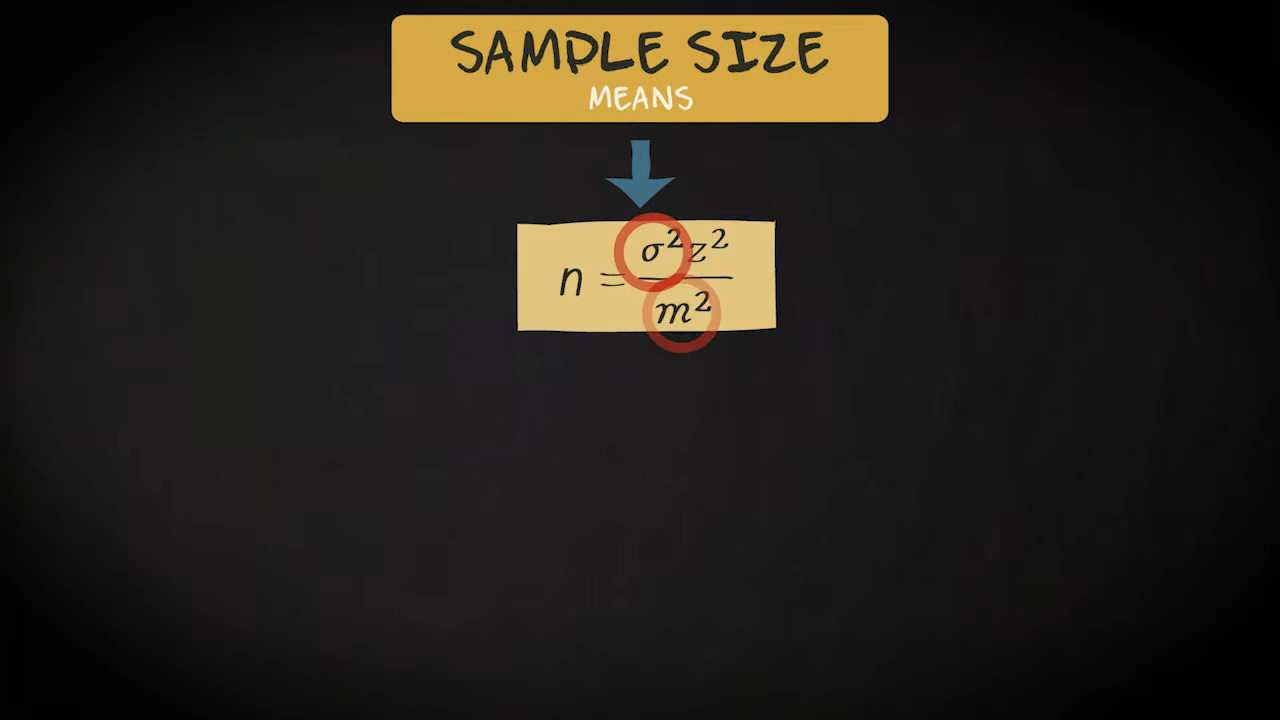 SAMPLE SIZE
MEANS
n = σ²z² / m²